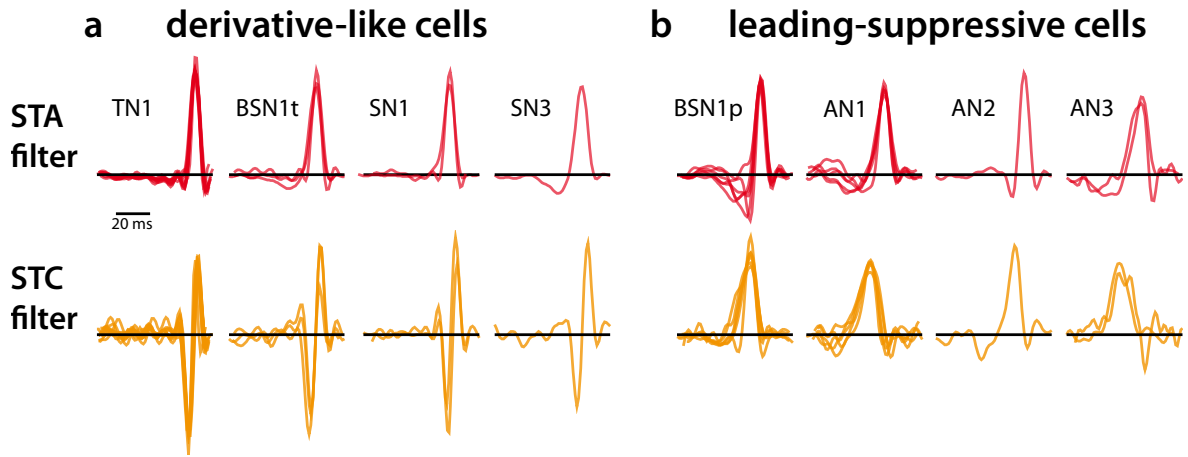 a derivative-like cells
b leading-suppressive cells
STA
filter
TN1
BSN1t
SN1
SN3
BSN1p
AN1
AN2
AN3
20 ms
STC
filter